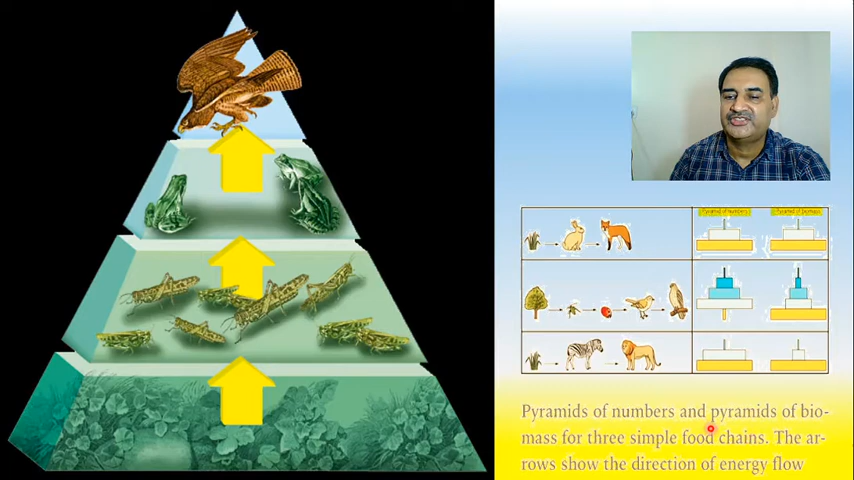 Pyramid of numbers
Pyramid of biomass
Pyramids of numbers and pyramids of bio-
mass for three simple food chains. The ar-
rows show the direction of energy flow